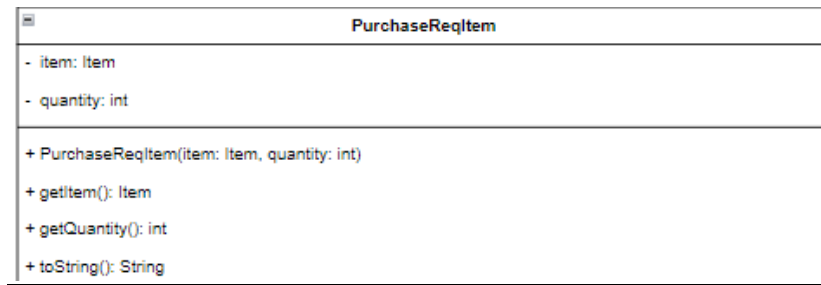 PurchaseReqItem
- item: Item
- quantity: int
+ PurchaseReqItem(item: Item, quantity: int)
+ getItem(): Item
+ getQuantity(): int
+ toString(): String